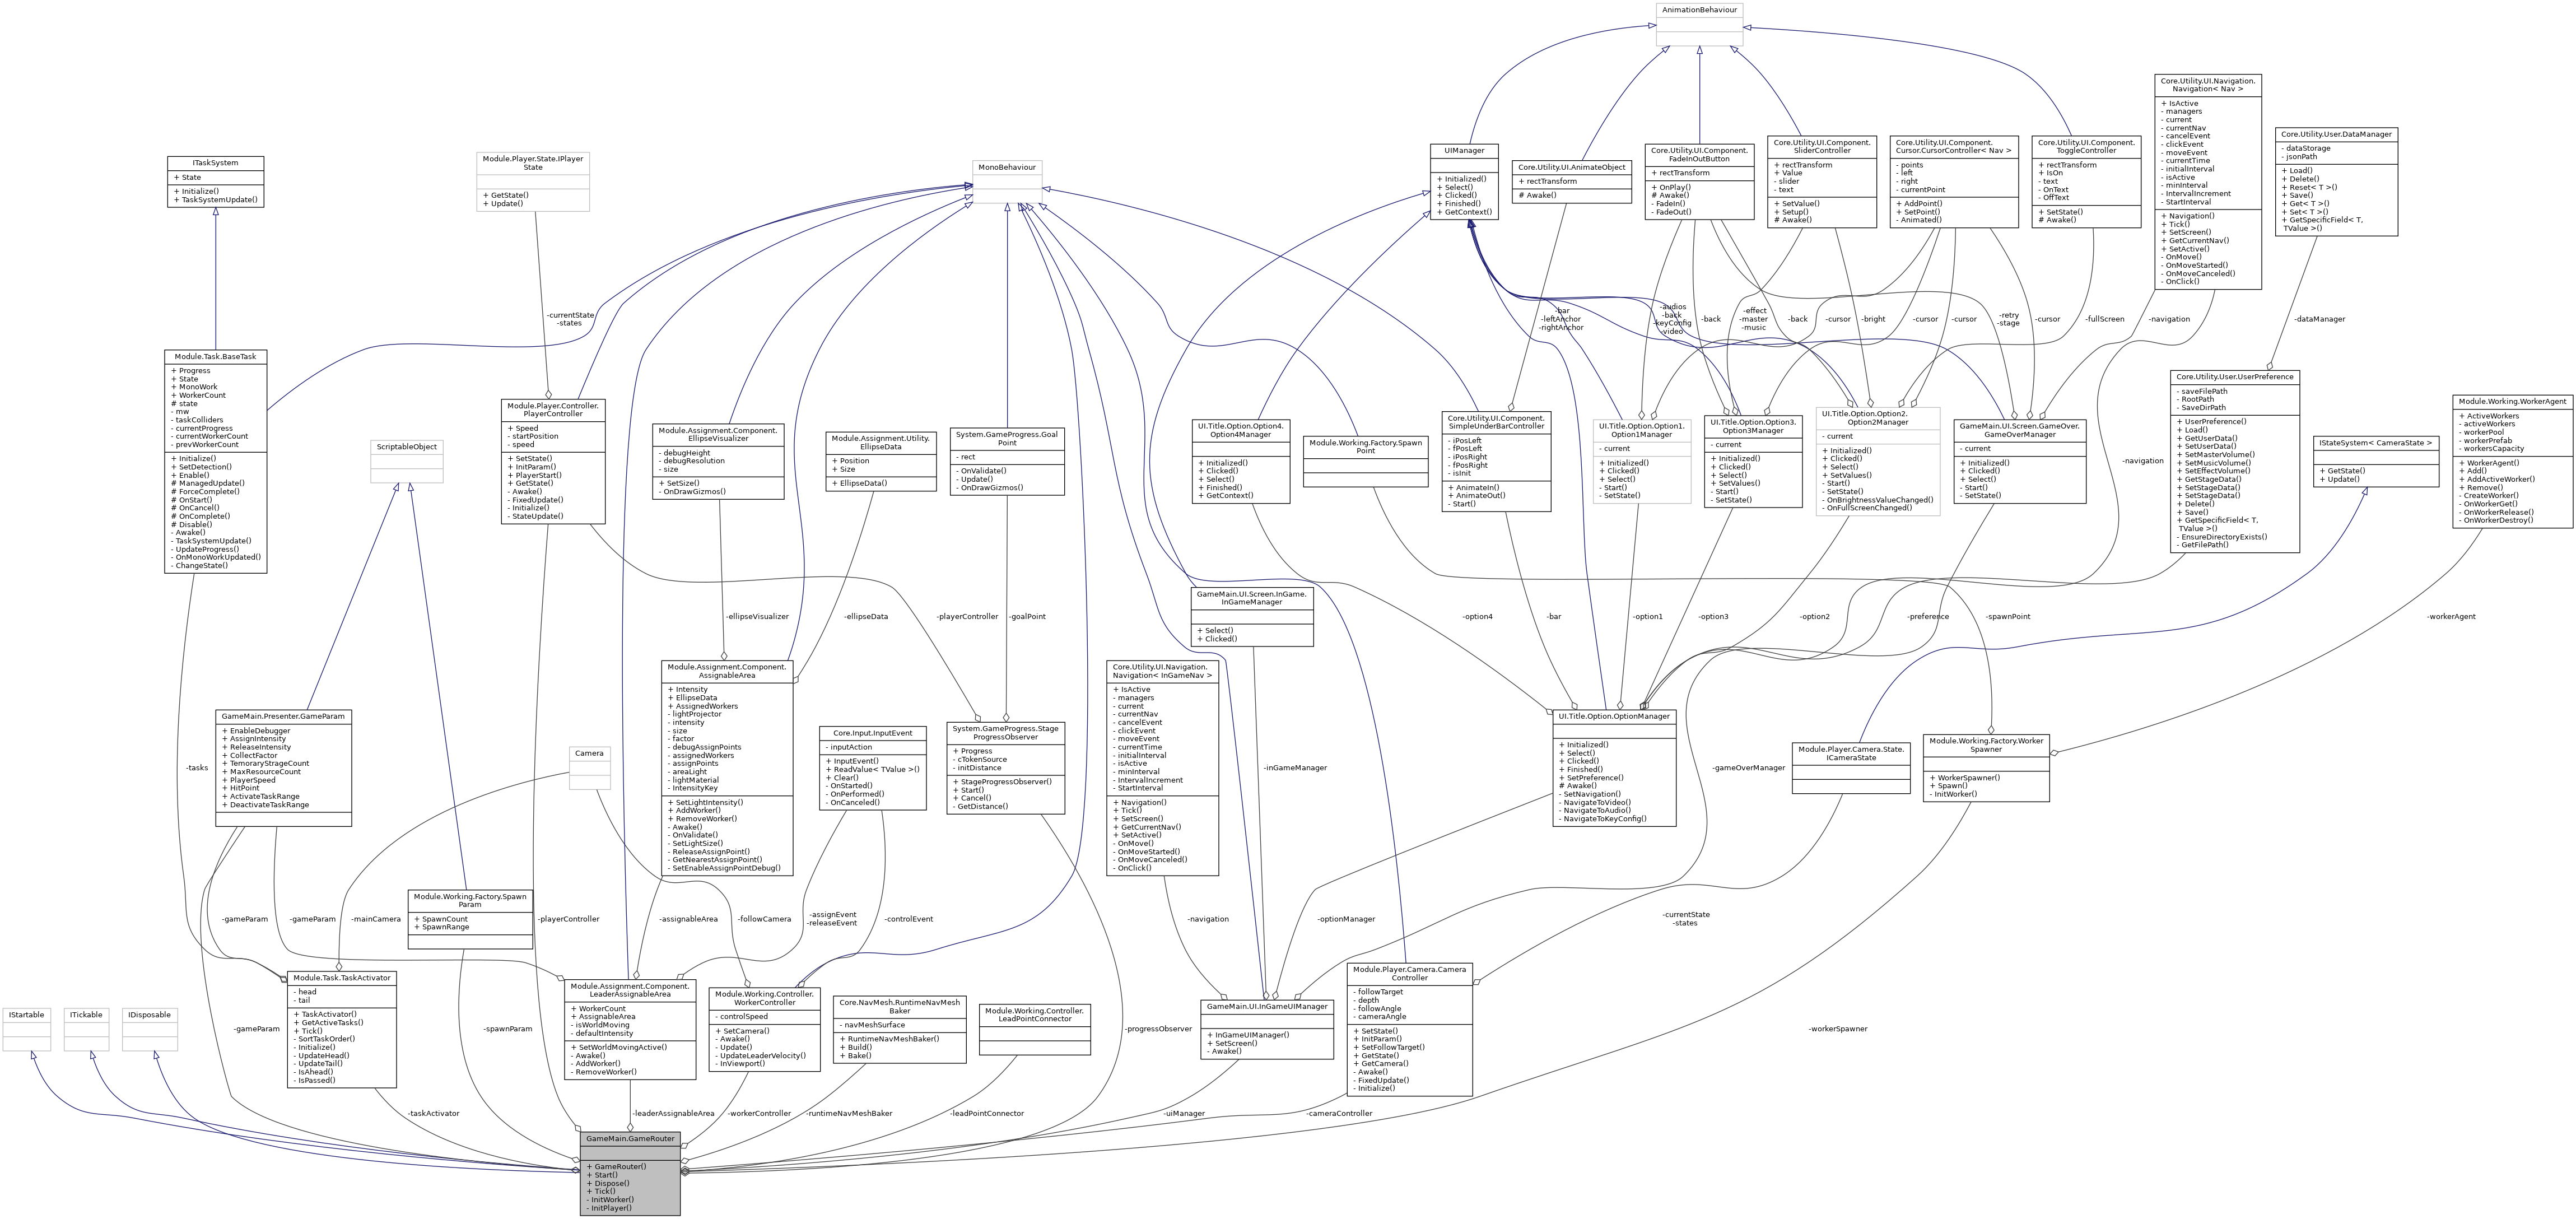 AnimationBehaviour
Core.Utility.UI.Navigation.
Navigation< Nav >
+ IsActive
- managers
- current
- currentNav
- cancelEvent
- clickEvent
- moveEvent
- currentTime
- initialInterval
- isActive
- minInterval
- IntervalIncrement
- StartInterval
+ Navigation()
+ Tick()
+ SetScreen()
+ GetCurrentNav()
+ SetActive()
- OnMove()
- OnMoveStarted()
- OnMoveCanceled()
- OnClick()
Core.Utility.User.DataManager
- dataStorage
- jsonPath
+ Load()
+ Delete()
+ Reset< T >()
+ Save()
+ Get< T >()
+ Set< T >()
+ GetSpecificField< T,
TValue >()
ITaskSystem
+ State
+ Initialize()
+ TaskSystemUpdate()
Module.Player.State.IPlayer
State
+ GetState()
+ Update()
MonoBehaviour
UIManager
+ Initialized()
+ Select()
+ Clicked()
+ Finished()
+ GetContext()
Core.Utility.UI.AnimateObject
+ rectTransform
# Awake()
Core.Utility.UI.Component.
FadeInOutButton
+ rectTransform
+ OnPlay()
# Awake()
- FadeIn()
- FadeOut()
Core.Utility.UI.Component.
SliderController
+ rectTransform
+ Value
- slider
- text
+ SetValue()
+ Setup()
# Awake()
Core.Utility.UI.Component.
Cursor.CursorController< Nav >
- points
- left
- right
- currentPoint
+ AddPoint()
+ SetPoint()
- Animated()
Core.Utility.UI.Component.
ToggleController
+ rectTransform
+ IsOn
- text
- OnText
- OffText
+ SetState()
# Awake()
-currentState
-states
-bar
-leftAnchor
-rightAnchor
-audios
-back
-keyConfig
-video
-back
-effect
-master
-music
-back
-cursor
-bright
-cursor
-cursor
-retry
-stage
-cursor
-fullScreen
-navigation
-dataManager
Module.Task.BaseTask
+ Progress
+ State
+ MonoWork
+ WorkerCount
# state
- mw
- taskColliders
- currentProgress
- currentWorkerCount
- prevWorkerCount
+ Initialize()
+ SetDetection()
+ Enable()
# ManagedUpdate()
# ForceComplete()
# OnStart()
# OnCancel()
# OnComplete()
# Disable()
- Awake()
- TaskSystemUpdate()
- UpdateProgress()
- OnMonoWorkUpdated()
- ChangeState()
ScriptableObject
Module.Player.Controller.
PlayerController
+ Speed
- startPosition
- speed
+ SetState()
+ InitParam()
+ PlayerStart()
+ GetState()
- Awake()
- FixedUpdate()
- Initialize()
- StateUpdate()
Module.Assignment.Component.
EllipseVisualizer
- debugHeight
- debugResolution
- size
+ SetSize()
- OnDrawGizmos()
Module.Assignment.Utility.
EllipseData
+ Position
+ Size
+ EllipseData()
System.GameProgress.Goal
Point
- rect
- OnValidate()
- Update()
- OnDrawGizmos()
UI.Title.Option.Option4.
Option4Manager
+ Initialized()
+ Clicked()
+ Select()
+ Finished()
+ GetContext()
Module.Working.Factory.Spawn
Point
Core.Utility.UI.Component.
SimpleUnderBarController
- iPosLeft
- fPosLeft
- iPosRight
- fPosRight
- isInit
+ AnimateIn()
+ AnimateOut()
- Start()
UI.Title.Option.Option1.
Option1Manager
- current
+ Initialized()
+ Clicked()
+ Select()
- Start()
- SetState()
UI.Title.Option.Option3.
Option3Manager
- current
+ Initialized()
+ Clicked()
+ Select()
+ SetValues()
- Start()
- SetState()
UI.Title.Option.Option2.
Option2Manager
- current
+ Initialized()
+ Clicked()
+ Select()
+ SetValues()
- Start()
- SetState()
- OnBrightnessValueChanged()
- OnFullScreenChanged()
GameMain.UI.Screen.GameOver.
GameOverManager
- current
+ Initialized()
+ Clicked()
+ Select()
- Start()
- SetState()
-navigation
Core.Utility.User.UserPreference
- saveFilePath
- RootPath
- SaveDirPath
+ UserPreference()
+ Load()
+ GetUserData()
+ SetUserData()
+ SetMasterVolume()
+ SetMusicVolume()
+ SetEffectVolume()
+ GetStageData()
+ SetStageData()
+ SetStageData()
+ Delete()
+ Save()
+ GetSpecificField< T,
TValue >()
- EnsureDirectoryExists()
- GetFilePath()
IStateSystem< CameraState >
+ GetState()
+ Update()
Module.Working.WorkerAgent
+ ActiveWorkers
- activeWorkers
- workerPool
- workerPrefab
- workersCapacity
+ WorkerAgent()
+ Add()
+ AddActiveWorker()
+ Remove()
- CreateWorker()
- OnWorkerGet()
- OnWorkerRelease()
- OnWorkerDestroy()
GameMain.UI.Screen.InGame.
InGameManager
+ Select()
+ Clicked()
-ellipseVisualizer
-ellipseData
-playerController
-goalPoint
-option4
-bar
-option1
-option3
-option2
-preference
-spawnPoint
-workerAgent
GameMain.Presenter.GameParam
+ EnableDebugger
+ AssignIntensity
+ ReleaseIntensity
+ CollectFactor
+ TemoraryStrageCount
+ MaxResourceCount
+ PlayerSpeed
+ HitPoint
+ ActivateTaskRange
+ DeactivateTaskRange
-tasks
Camera
Module.Assignment.Component.
AssignableArea
+ Intensity
+ EllipseData
+ AssignedWorkers
- lightProjector
- intensity
- size
- factor
- debugAssignPoints
- assignedWorkers
- assignPoints
- areaLight
- lightMaterial
- IntensityKey
+ SetLightIntensity()
+ AddWorker()
+ RemoveWorker()
- Awake()
- OnValidate()
- SetLightSize()
- ReleaseAssignPoint()
- GetNearestAssignPoint()
- SetEnableAssignPointDebug()
Core.Input.InputEvent
- inputAction
+ InputEvent()
+ ReadValue< TValue >()
+ Clear()
- OnStarted()
- OnPerformed()
- OnCanceled()
System.GameProgress.Stage
ProgressObserver
+ Progress
- cTokenSource
- initDistance
+ StageProgressObserver()
+ Start()
+ Cancel()
- GetDistance()
Core.Utility.UI.Navigation.
Navigation< InGameNav >
+ IsActive
- managers
- current
- currentNav
- cancelEvent
- clickEvent
- moveEvent
- currentTime
- initialInterval
- isActive
- minInterval
- IntervalIncrement
- StartInterval
+ Navigation()
+ Tick()
+ SetScreen()
+ GetCurrentNav()
+ SetActive()
- OnMove()
- OnMoveStarted()
- OnMoveCanceled()
- OnClick()
-inGameManager
UI.Title.Option.OptionManager
+ Initialized()
+ Select()
+ Clicked()
+ Finished()
+ SetPreference()
# Awake()
- SetNavigation()
- NavigateToVideo()
- NavigateToAudio()
- NavigateToKeyConfig()
-gameOverManager
Module.Player.Camera.State.
ICameraState
Module.Working.Factory.Worker
Spawner
+ WorkerSpawner()
+ Spawn()
- InitWorker()
Module.Working.Factory.Spawn
Param
+ SpawnCount
+ SpawnRange
-gameParam
-gameParam
-mainCamera
-playerController
-assignableArea
-followCamera
-assignEvent
-releaseEvent
-controlEvent
-navigation
-optionManager
-currentState
-states
IStartable
ITickable
IDisposable
-gameParam
Module.Task.TaskActivator
- head
- tail
+ TaskActivator()
+ GetActiveTasks()
+ Tick()
- SortTaskOrder()
- Initialize()
- UpdateHead()
- UpdateTail()
- IsAhead()
- IsPassed()
-spawnParam
Module.Assignment.Component.
LeaderAssignableArea
+ WorkerCount
+ AssignableArea
- isWorldMoving
- defaultIntensity
+ SetWorldMovingActive()
- Awake()
- AddWorker()
- RemoveWorker()
Module.Working.Controller.
WorkerController
- controlSpeed
+ SetCamera()
- Awake()
- Update()
- UpdateLeaderVelocity()
- InViewport()
Core.NavMesh.RuntimeNavMesh
Baker
- navMeshSurface
+ RuntimeNavMeshBaker()
+ Build()
+ Bake()
Module.Working.Controller.
LeadPointConnector
-progressObserver
GameMain.UI.InGameUIManager
+ InGameUIManager()
+ SetScreen()
- Awake()
Module.Player.Camera.Camera
Controller
- followTarget
- depth
- followAngle
- cameraAngle
+ SetState()
+ InitParam()
+ SetFollowTarget()
+ GetState()
+ GetCamera()
- Awake()
- FixedUpdate()
- Initialize()
-workerSpawner
-taskActivator
-leaderAssignableArea
-workerController
-runtimeNavMeshBaker
-leadPointConnector
-uiManager
-cameraController
GameMain.GameRouter
+ GameRouter()
+ Start()
+ Dispose()
+ Tick()
- InitWorker()
- InitPlayer()